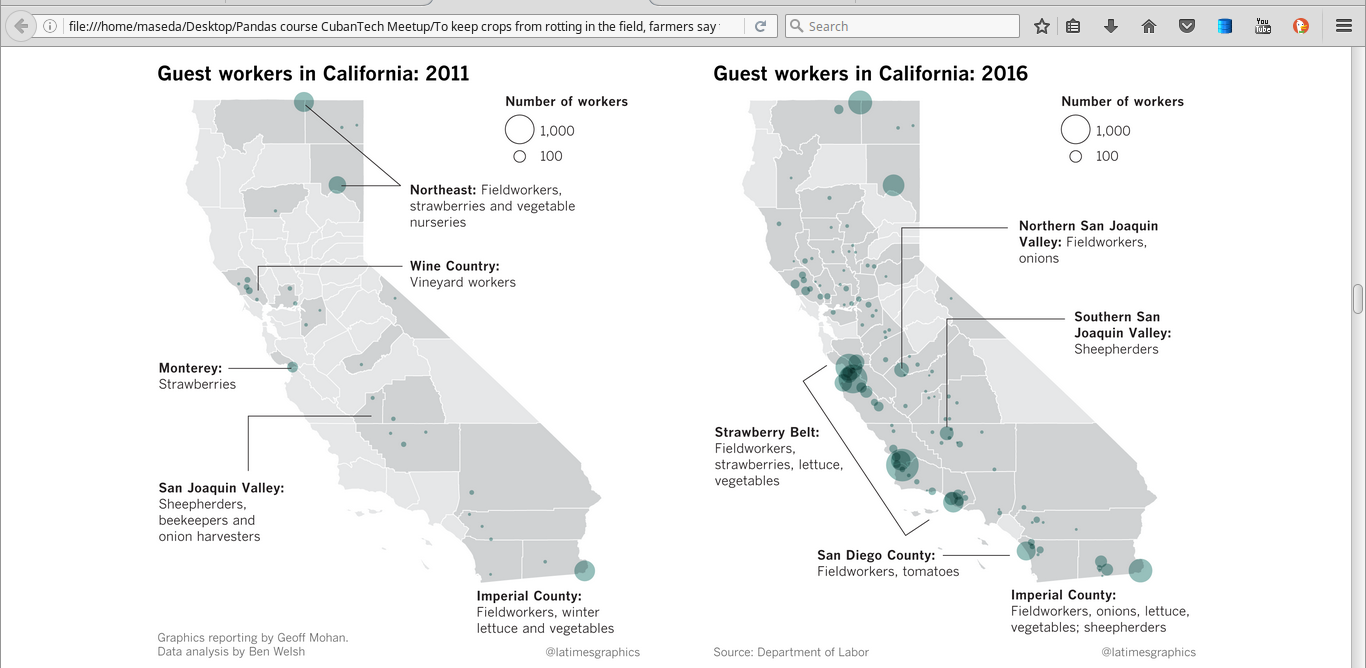 file:///home/maseda/Desktop/Pandas course CubanTech Meetup/To keep crops from rotting in the field, farmers say
Search
You
Tube
Guest workers in California: 2011
Number of workers
1,000
100
Northeast: Fieldworkers,
strawberries and vegetable
nurseries
Wine Country:
Vineyard workers
Monterey:
Strawberries
San Joaquin Valley:
Sheepherders,
beekeepers and
onion harvesters
Imperial County:
Fieldworkers, winter
lettuce and vegetables
Graphics reporting by Geoff Mohan.
Data analysis by Ben Welsh
@latimesgraphics
Guest workers in California: 2016
Number of workers
1,000
100
Northern San Joaquin
Valley: Fieldworkers,
onions
Southern San
Joaquin Valley:
Sheepherders
Strawberry Belt:
Fieldworkers,
strawberries, lettuce,
vegetables
San Diego County:
Fieldworkers, tomatoes
Imperial County:
Fieldworkers, onions, lettuce,
vegetables; sheepherders
Source: Department of Labor
@latimesgraphics